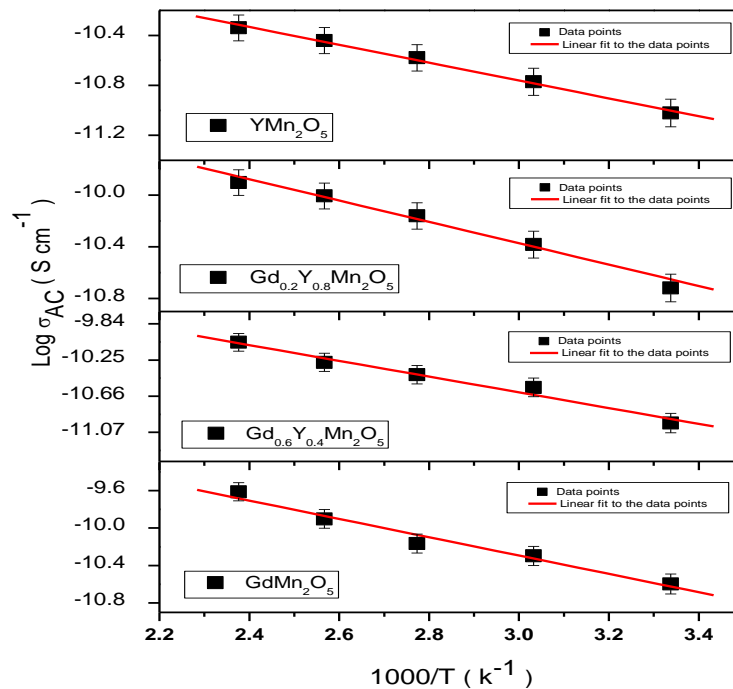 -10.4
-10.8
-11.2
Data points
Linear fit to the data points
YMn₂O₅
-10.0
-10.4
-10.8
Data points
Linear fit to the data points
Gd₀.₂Y₀.₈Mn₂O₅
Log σAC ( S cm⁻¹)
-9.84
-10.25
-10.66
-11.07
Data points
Linear fit to the data points
Gd₀.₆Y₀.₄Mn₂O₅
-9.6
-10.0
-10.4
-10.8
Data points
Linear fit to the data points
GdMn₂O₅
2.2 2.4 2.6 2.8 3.0 3.2 3.4
1000/T ( k⁻¹)